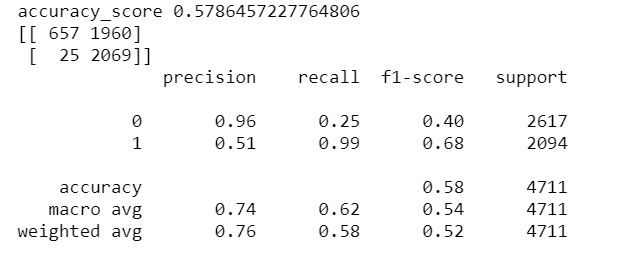 accuracy_score 0.5786457227764806
[[ 657 1960]
[  25 2069]]
precision recall f1-score support
0 0.96 0.25 0.40 2617
1 0.51 0.99 0.68 2094
accuracy 0.58 4711
macro avg 0.74 0.62 0.54 4711
weighted avg 0.76 0.58 0.52 4711